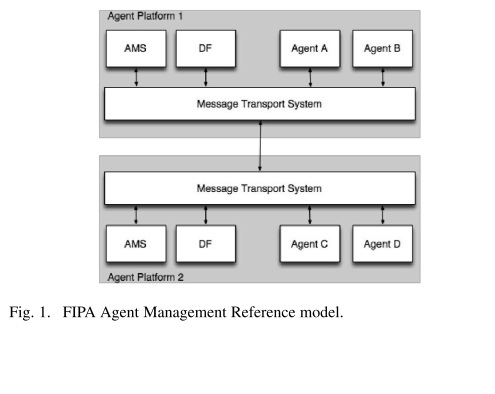 Agent Platform 1
AMS DF Agent A Agent B
Message Transport System
Message Transport System
AMS DF Agent C Agent D
Agent Platform 2
Fig. 1. FIPA Agent Management Reference model.